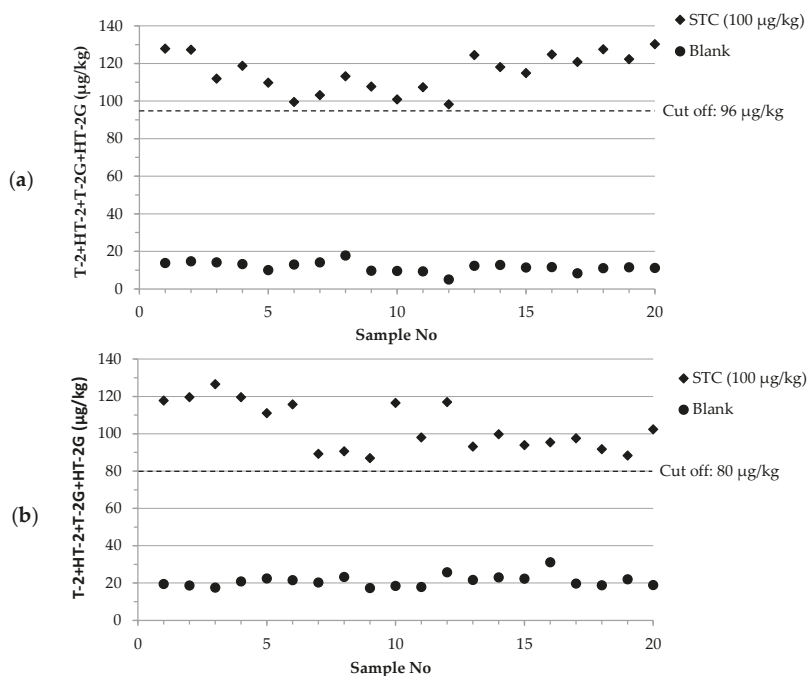 (a)
T-2+HT-2+T-2G+HT-2G (µg/kg)
140
120
100
80
60
40
20
0
0 5 10 15 20
Sample No
STC (100 µg/kg)
Blank
Cut off: 96 µg/kg
(b)
T-2+HT-2+T-2G+HT-2G (µg/kg)
140
120
100
80
60
40
20
0
0 5 10 15 20
Sample No
STC (100 µg/kg)
Blank
Cut off: 80 µg/kg